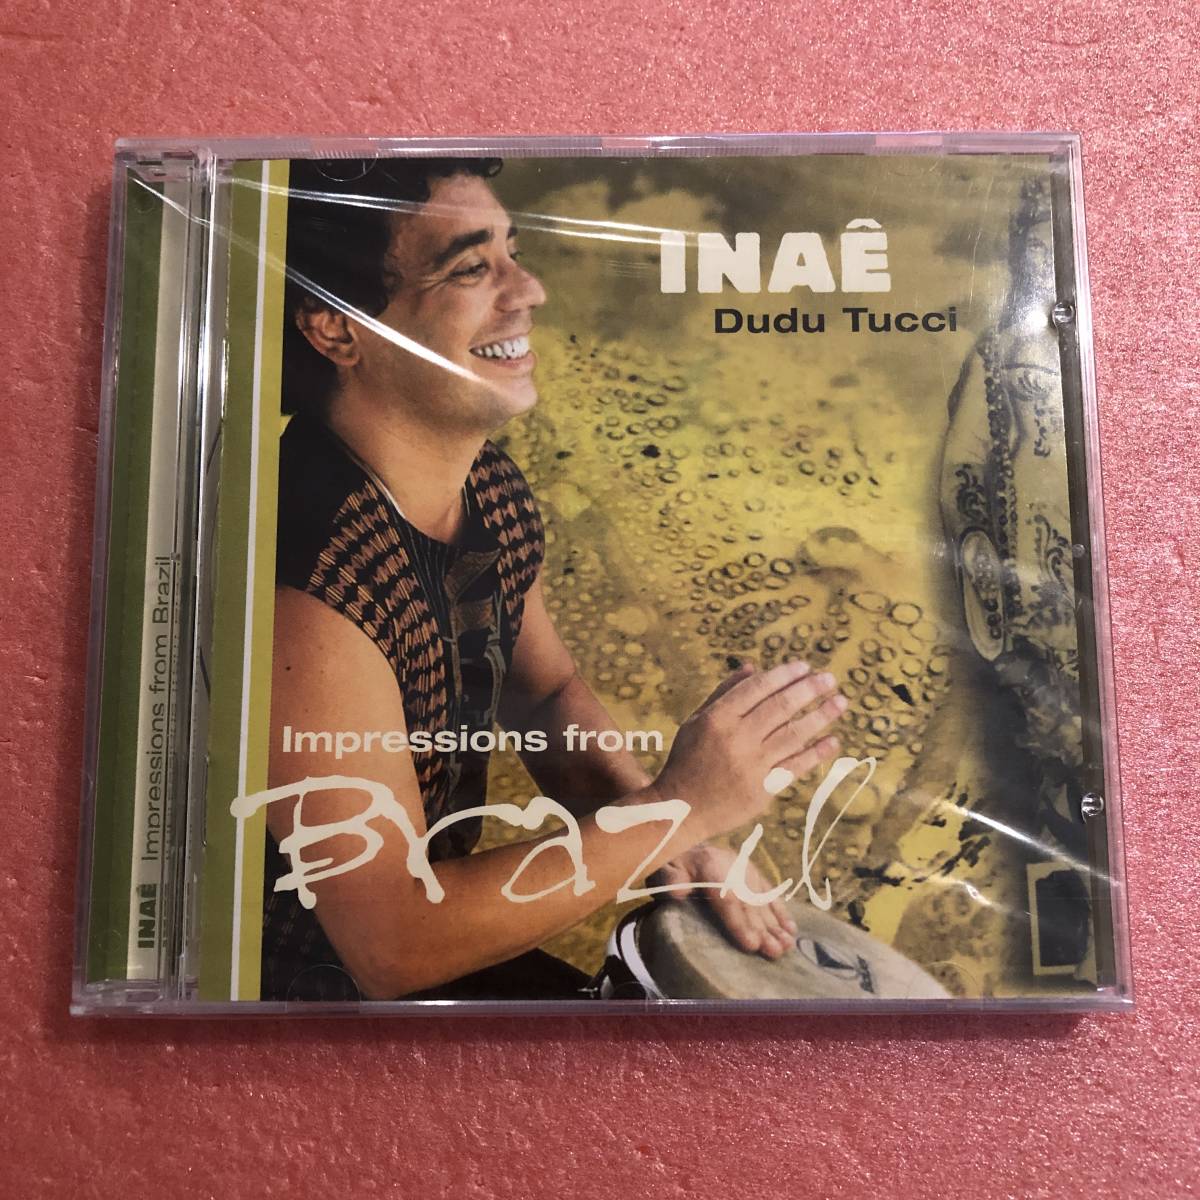 INAÊ
Dudu Tucci
Impressions from
Brazil
INAÊ Impressions from Brazil